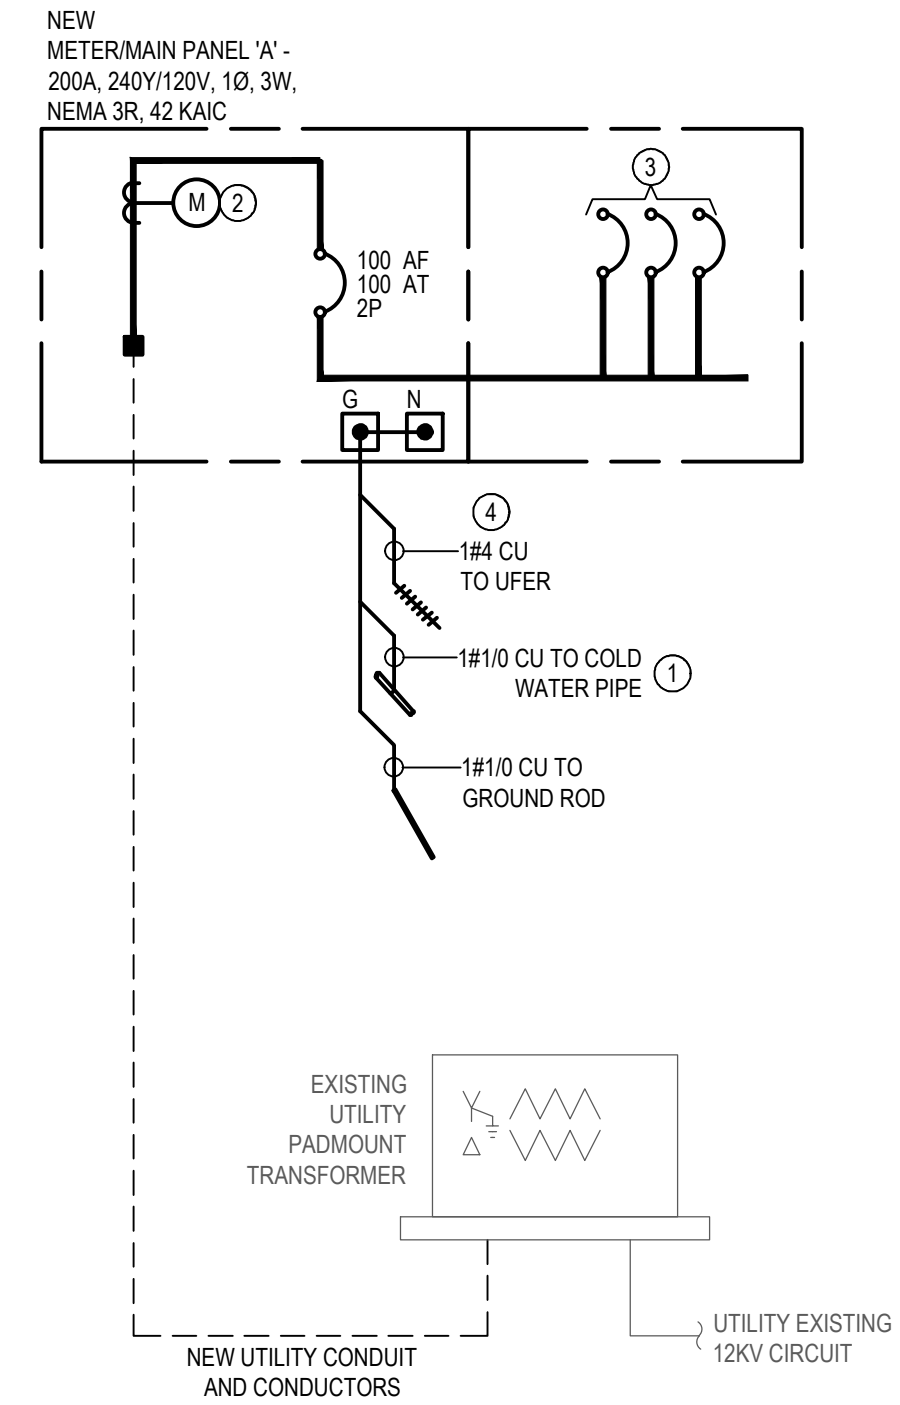 NEW
METER/MAIN PANEL 'A' -
200A, 240Y/120V, 1Ø, 3W,
NEMA 3R, 42 KAIC
3
M 2
100 AF
100 AT
2P
G N
4
1#4 CU
TO UFER
1#1/0 CU TO COLD
WATER PIPE
1
1#1/0 CU TO
GROUND ROD
EXISTING
UTILITY
PADMOUNT
TRANSFORMER
UTILITY EXISTING
12KV CIRCUIT
NEW UTILITY CONDUIT
AND CONDUCTORS